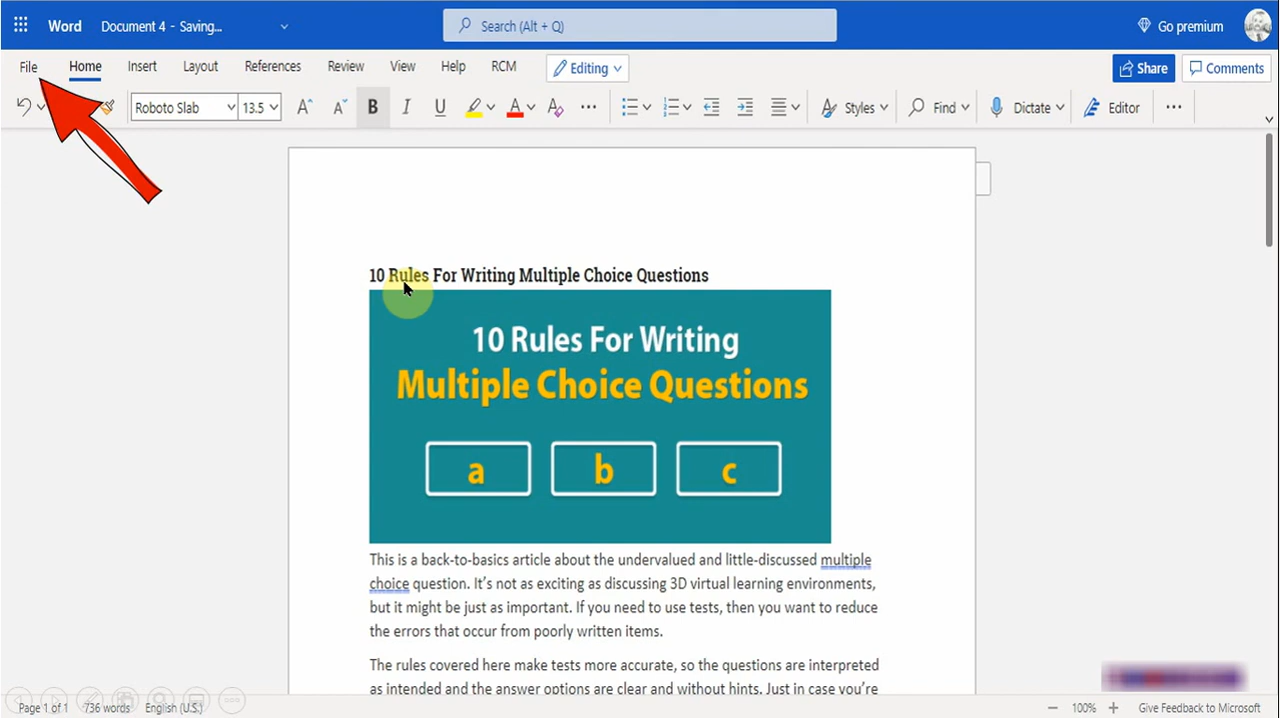 Word Document 4 - Saving... Search (Alt + Q) Go premium
File Home Insert Layout References Review View Help RCM Editing Share Comments
Roboto Slab 13.5 A A B I U A A Styles Find Dictate Editor
10 Rules For Writing Multiple Choice Questions
10 Rules For Writing
Multiple Choice Questions
a b c
This is a back-to-basics article about the undervalued and little-discussed multiple
choice question. It's not as exciting as discussing 3D virtual learning environments,
but it might be just as important. If you need to use tests, then you want to reduce
the errors that occur from poorly written items.
The rules covered here make tests more accurate, so the questions are interpreted
as intended and the answer options are clear and without hints. Just in case you're
Page 1 of 1 736 words English (U.S.) 100% Give Feedback to Microsoft